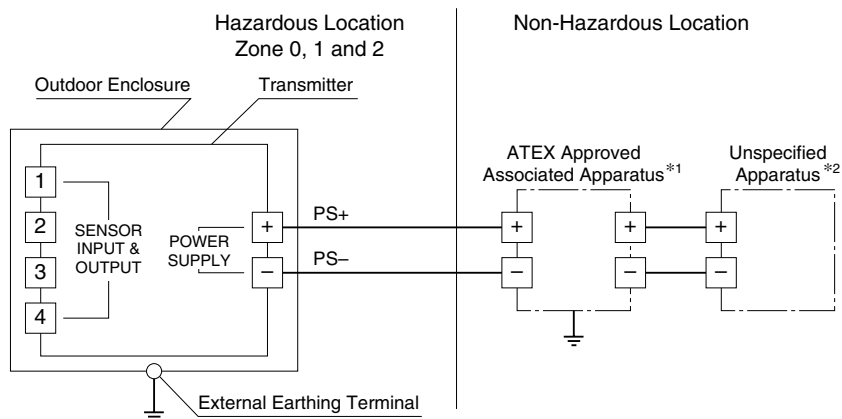 Hazardous Location
Zone 0, 1 and 2
Non-Hazardous Location
Outdoor Enclosure
Transmitter
ATEX Approved
Associated Apparatus*1
Unspecified
Apparatus*2
1
2
3
4
SENSOR
INPUT &
OUTPUT
POWER
SUPPLY
+
–
PS+
PS–
+
–
+
–
+
–
External Earthing Terminal